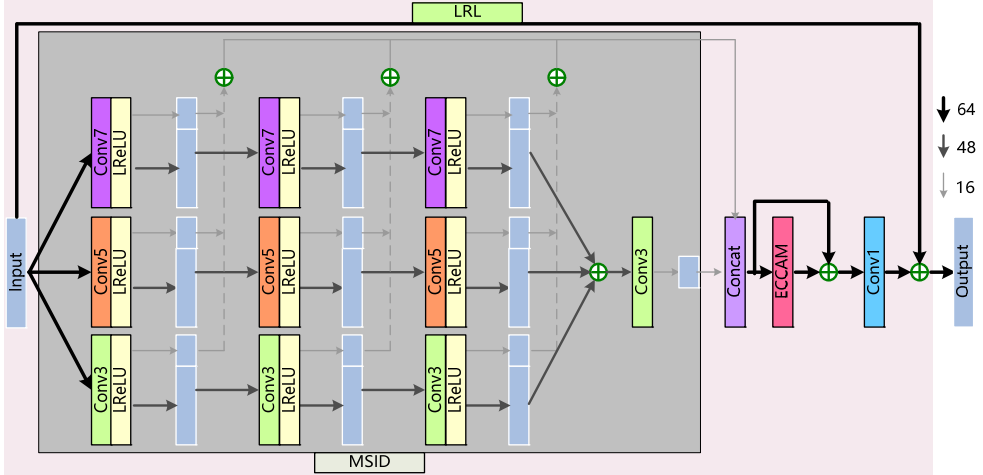 LRL
64
48
16
Conv7
LReLU
Conv7
LReLU
Conv7
LReLU
Input
Conv5
LReLU
Conv5
LReLU
Conv5
LReLU
Conv3
Concat
ECCAM
Conv1
Output
Conv3
LReLU
Conv3
LReLU
Conv3
LReLU
MSID